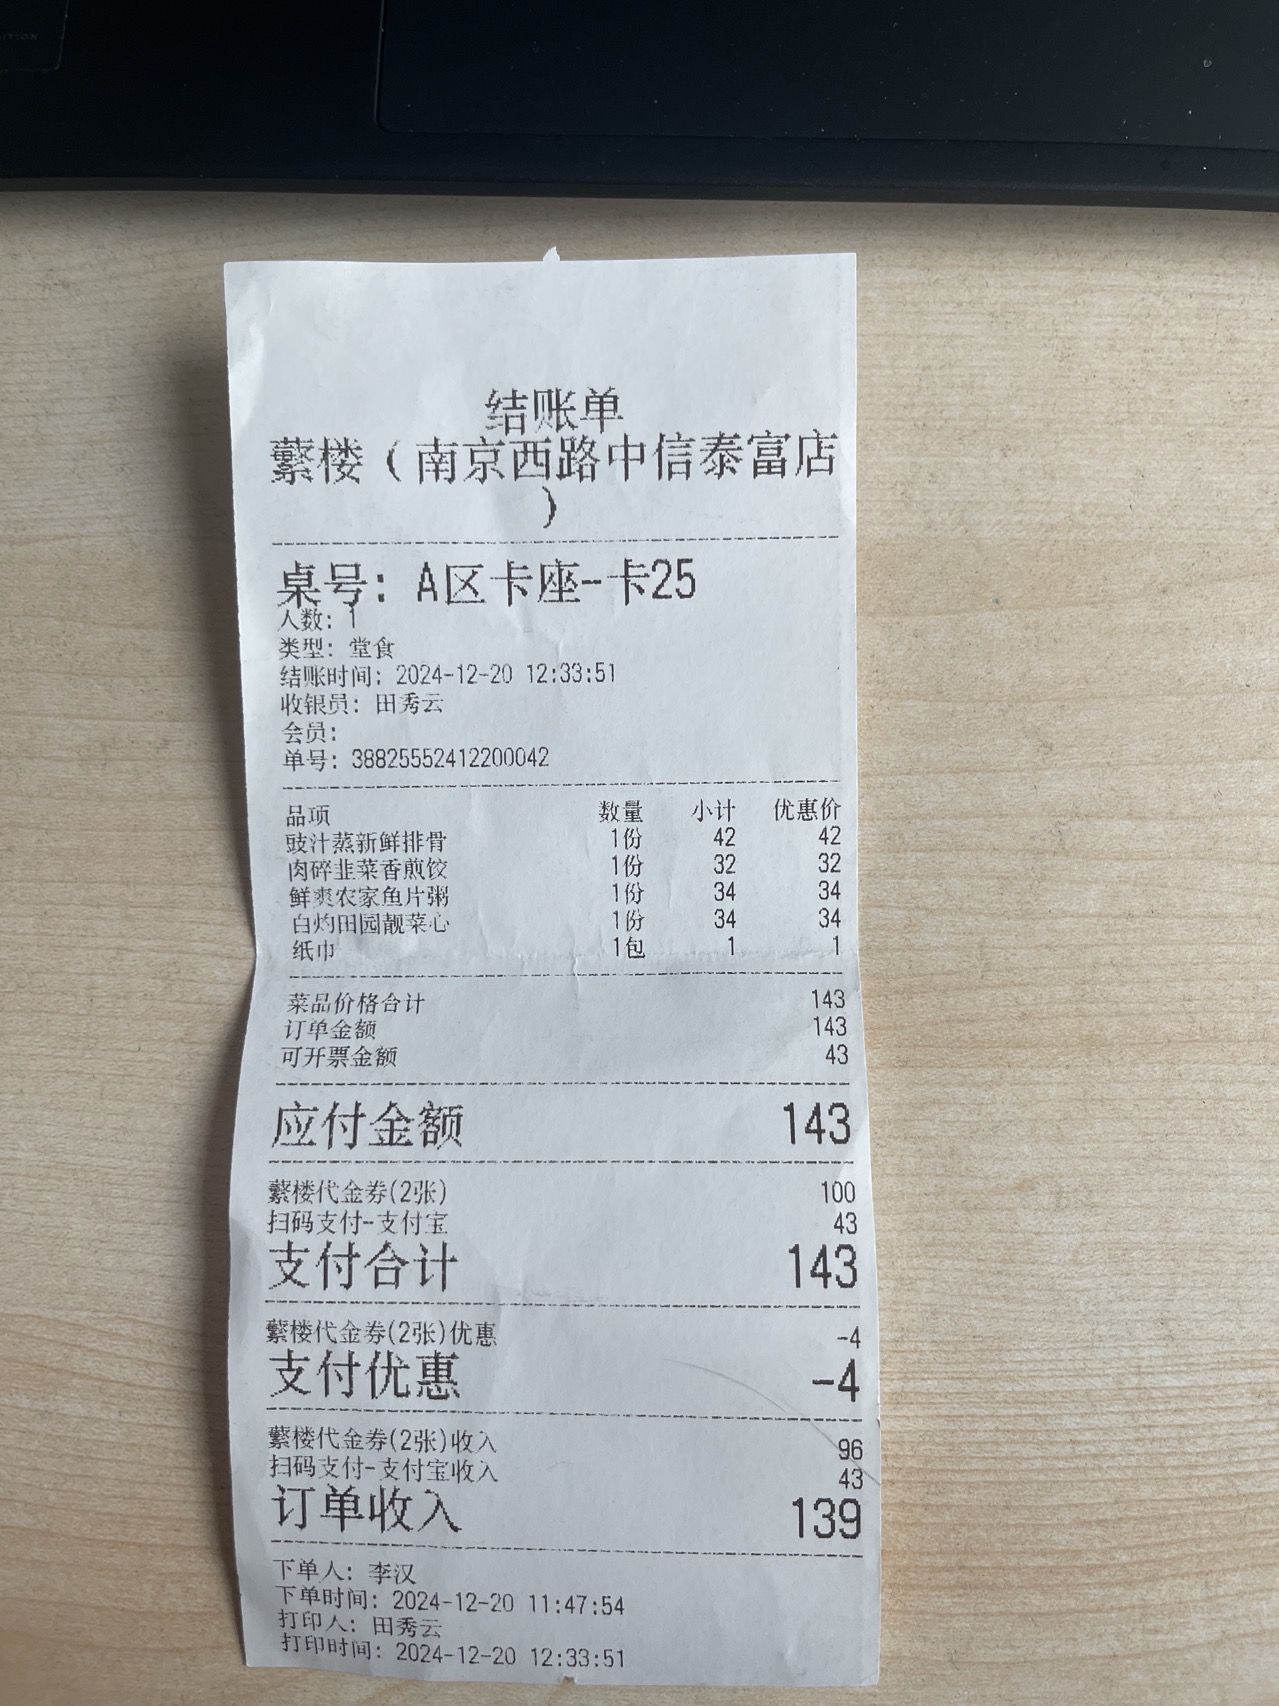 结账单
蘩楼（南京西路中信泰富店
）
桌号：A区卡座-卡25
人数：1
类型：堂食
结账时间：2024-12-20 12:33:51
收银员：田秀云
会员：
单号：38825552412200042
品项 数量 小计 优惠价
豉汁蒸新鲜排骨 1份 42 42
肉碎韭菜香煎饺 1份 32 32
鲜爽农家鱼片粥 1份 34 34
白灼田园靓菜心 1份 34 34
纸巾 1包 1 1
菜品价格合计 143
订单金额 143
可开票金额 43
应付金额 143
蘩楼代金券(2张) 100
扫码支付-支付宝 43
支付合计 143
蘩楼代金券(2张)优惠 -4
支付优惠 -4
蘩楼代金券(2张)收入 96
扫码支付-支付宝收入 43
订单收入 139
下单人：李汉
下单时间：2024-12-20 11:47:54
打印人：田秀云
打印时间：2024-12-20 12:33:51